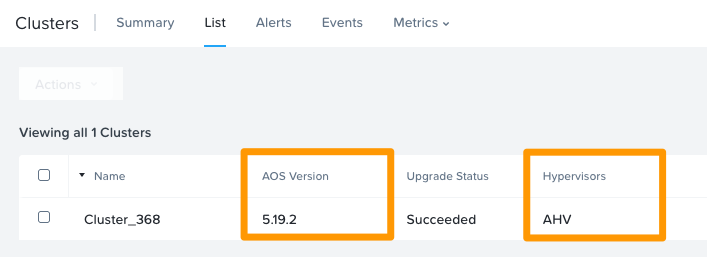 Clusters Summary List Alerts Events Metrics
Actions
Viewing all 1 Clusters
Name AOS Version Upgrade Status Hypervisors
Cluster_368 5.19.2 Succeeded AHV